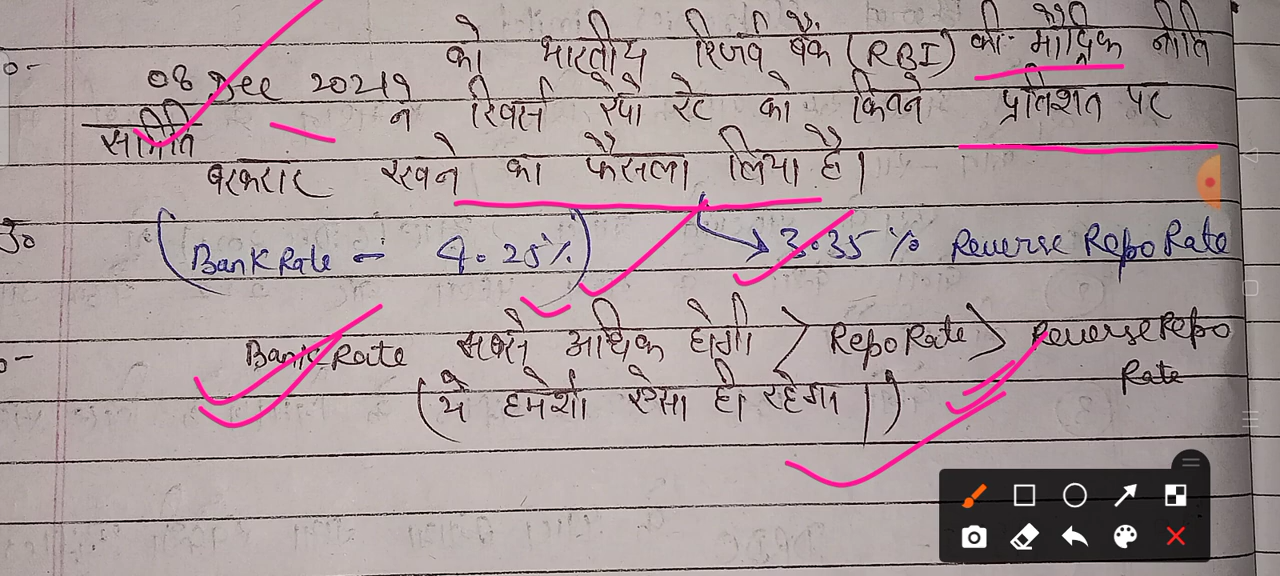 08 Dec 2021 को भारतीय रिजर्व बैंक (RBI) की मौद्रिक नीति
समिति ने रिवर्स रेपो रेट को कितने प्रतिशत पर
बरकरार रखने का फैसला लिया है।
उ० (Bank Rate - 4.25%) 3.35% Reverse Repo Rate
Bank Rate सबसे अधिक होगी > Repo Rate > Reverse Repo Rate
(ये हमेशा ऐसा ही रहेगा।)